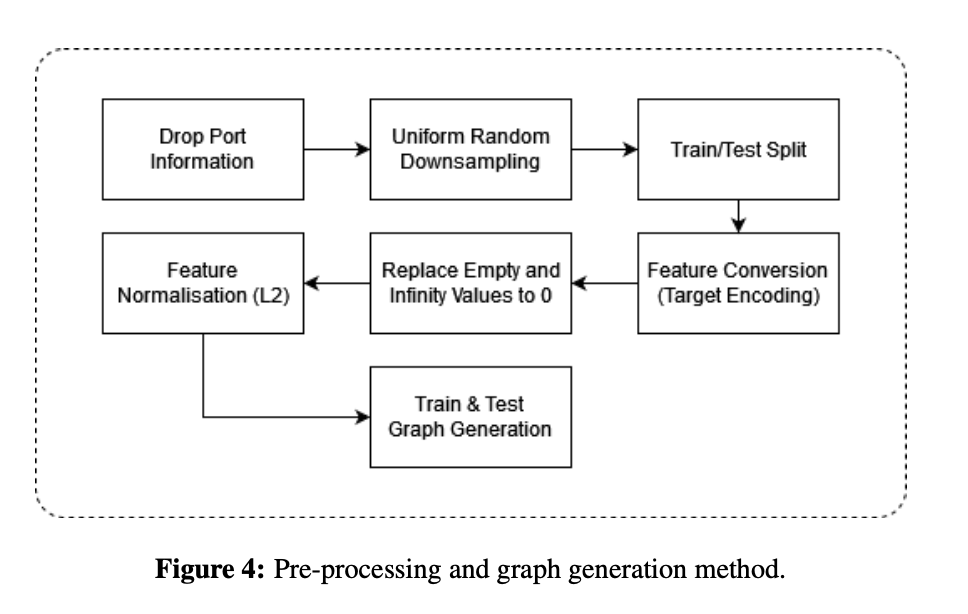 Drop Port
Information
Uniform Random
Downsampling
Train/Test Split
Feature Conversion
(Target Encoding)
Replace Empty and
Infinity Values to 0
Feature
Normalisation (L2)
Train & Test
Graph Generation
Figure 4: Pre-processing and graph generation method.